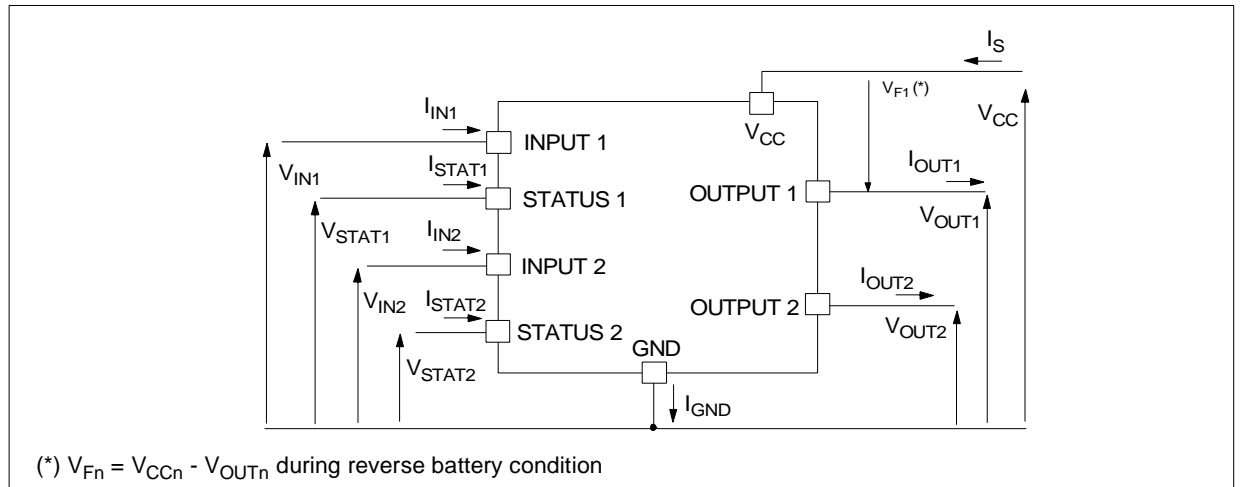 I_S
V_F1 (*)
V_CC
V_CC
I_IN1
INPUT 1
V_IN1
I_STAT1
STATUS 1
V_STAT1
I_IN2
INPUT 2
V_IN2
I_STAT2
STATUS 2
V_STAT2
OUTPUT 1
I_OUT1
V_OUT1
OUTPUT 2
I_OUT2
V_OUT2
GND
I_GND
(*) V_Fn = V_CCn - V_OUTn during reverse battery condition